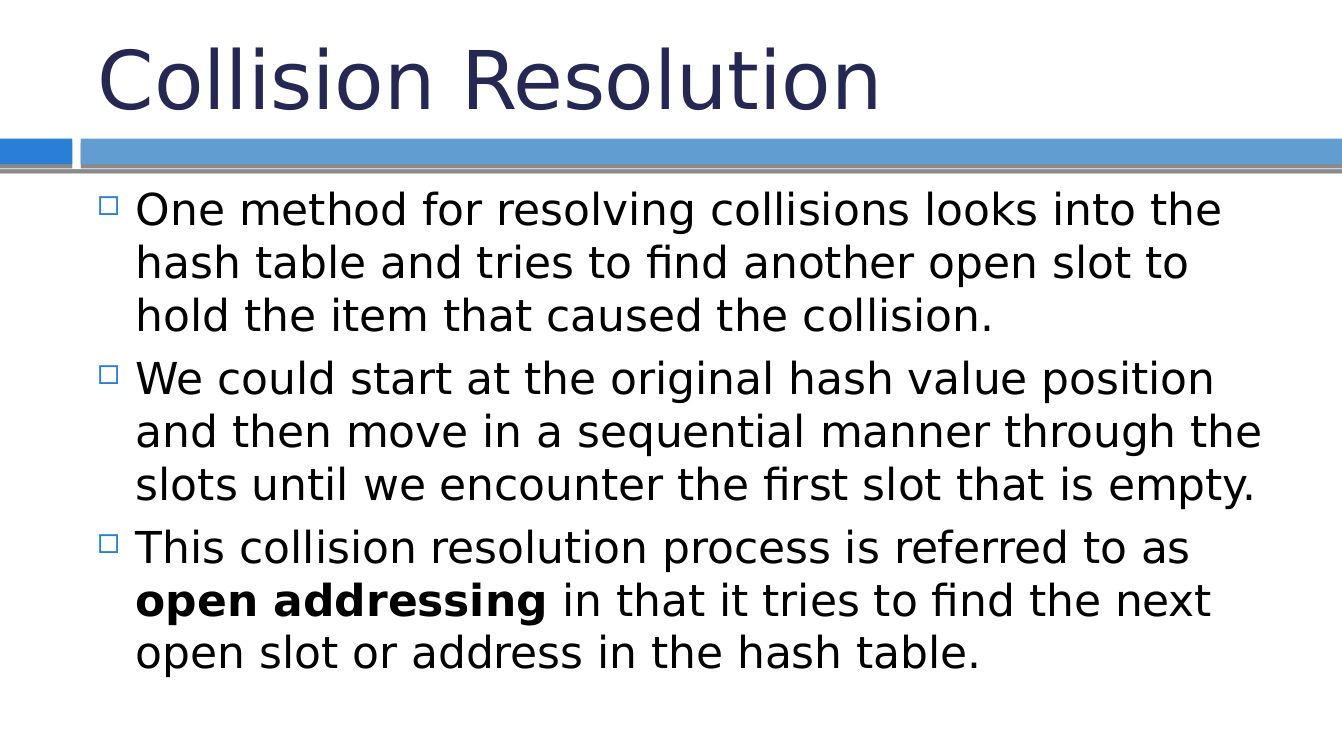 Collision Resolution
One method for resolving collisions looks into the
hash table and tries to find another open slot to
hold the item that caused the collision.
We could start at the original hash value position
and then move in a sequential manner through the
slots until we encounter the first slot that is empty.
This collision resolution process is referred to as
open addressing in that it tries to find the next
open slot or address in the hash table.